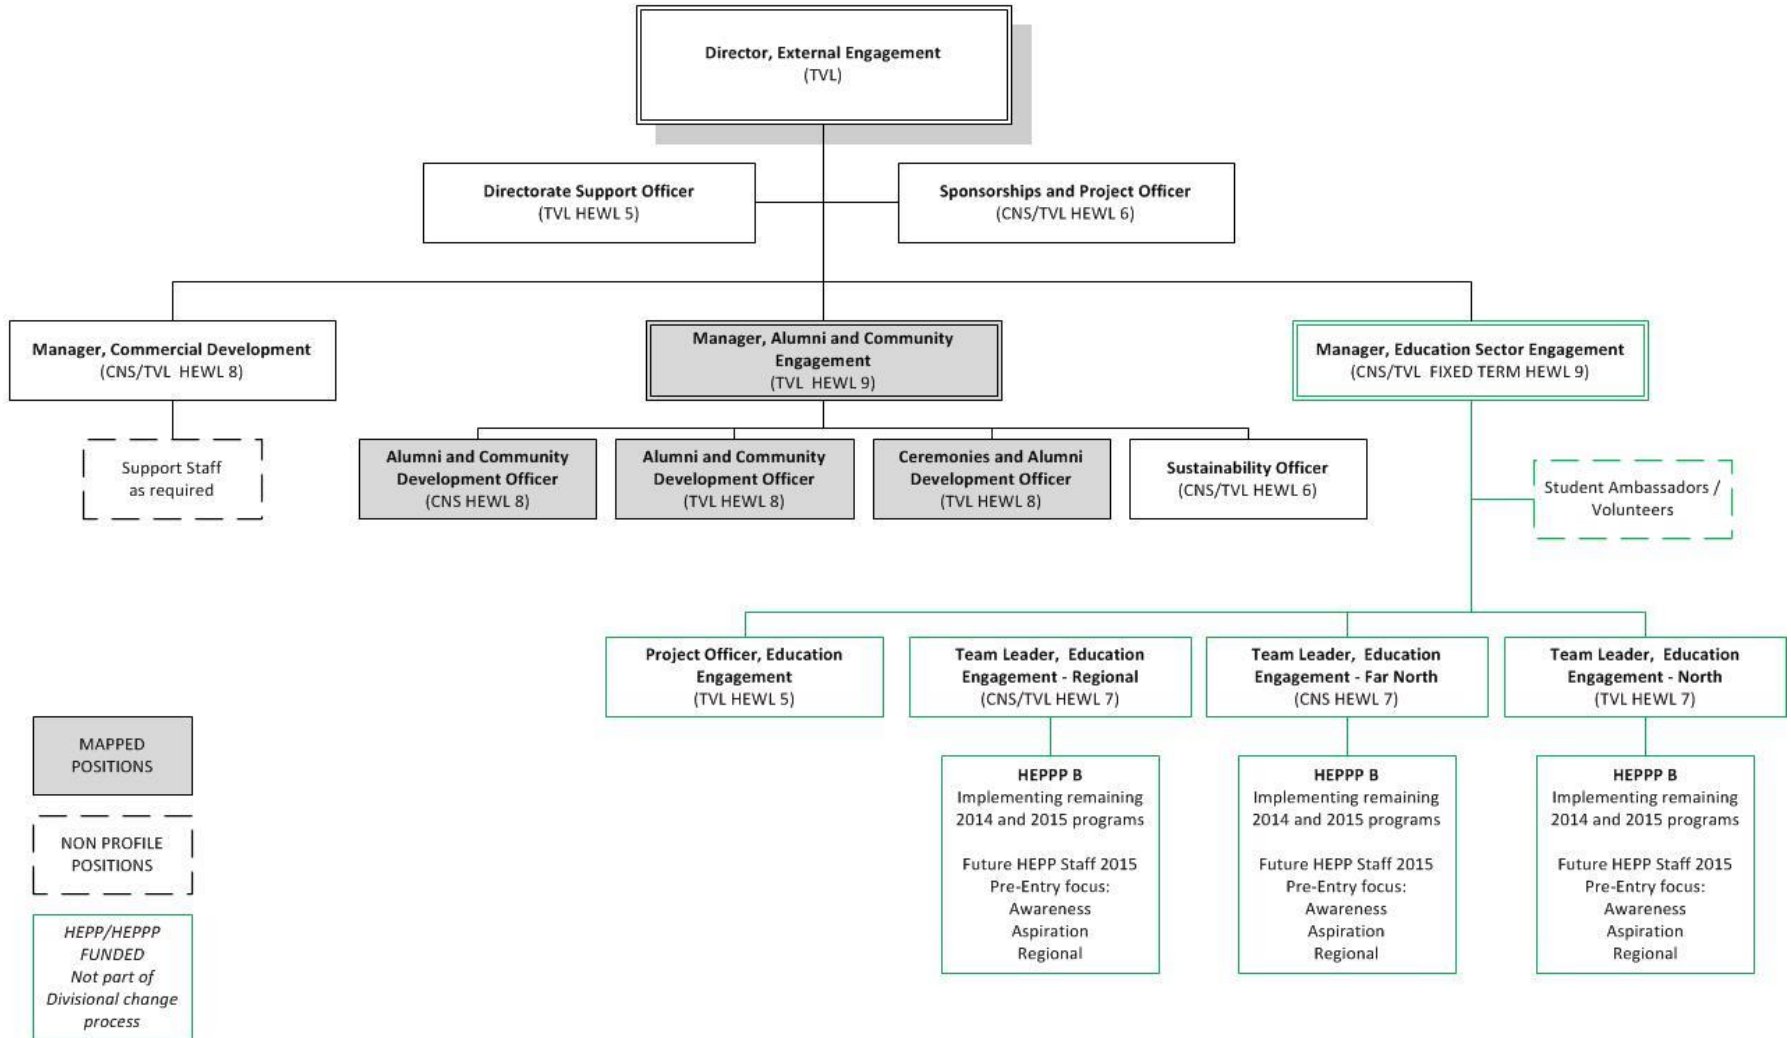 Director, External Engagement
(TVL)
Directorate Support Officer
(TVL HEWL 5)
Sponsorships and Project Officer
(CNS/TVL HEWL 6)
Manager, Commercial Development
(CNS/TVL HEWL 8)
Manager, Alumni and Community
Engagement
(TVL HEWL 9)
Manager, Education Sector Engagement
(CNS/TVL FIXED TERM HEWL 9)
Support Staff
as required
Alumni and Community
Development Officer
(CNS HEWL 8)
Alumni and Community
Development Officer
(TVL HEWL 8)
Ceremonies and Alumni
Development Officer
(TVL HEWL 8)
Sustainability Officer
(CNS/TVL HEWL 6)
Student Ambassadors /
Volunteers
Project Officer, Education
Engagement
(TVL HEWL 5)
Team Leader, Education
Engagement - Regional
(CNS/TVL HEWL 7)
Team Leader, Education
Engagement - Far North
(CNS HEWL 7)
Team Leader, Education
Engagement - North
(TVL HEWL 7)
HEPPP B
Implementing remaining
2014 and 2015 programs
Future HEPP Staff 2015
Pre-Entry focus:
Awareness
Aspiration
Regional
HEPPP B
Implementing remaining
2014 and 2015 programs
Future HEPP Staff 2015
Pre-Entry focus:
Awareness
Aspiration
Regional
HEPPP B
Implementing remaining
2014 and 2015 programs
Future HEPP Staff 2015
Pre-Entry focus:
Awareness
Aspiration
Regional
MAPPED
POSITIONS
NON PROFILE
POSITIONS
HEPP/HEPPP
FUNDED
Not part of
Divisional change
process